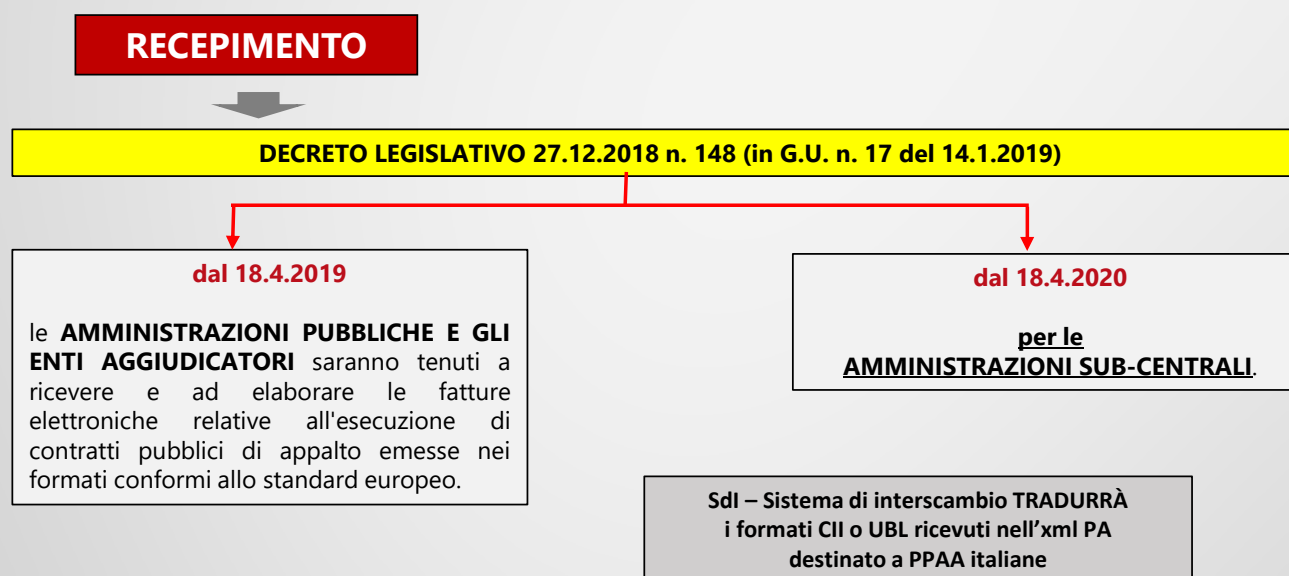 RECEPIMENTO
DECRETO LEGISLATIVO 27.12.2018 n. 148 (in G.U. n. 17 del 14.1.2019)
dal 18.4.2019
le AMMINISTRAZIONI PUBBLICHE E GLI
ENTI AGGIUDICATORI saranno tenuti a
ricevere e ad elaborare le fatture
elettroniche relative all'esecuzione di
contratti pubblici di appalto emesse nei
formati conformi allo standard europeo.
dal 18.4.2020
per le
AMMINISTRAZIONI SUB-CENTRALI.
SdI – Sistema di interscambio TRADURRÀ
i formati CII o UBL ricevuti nell’xml PA
destinato a PPAA italiane